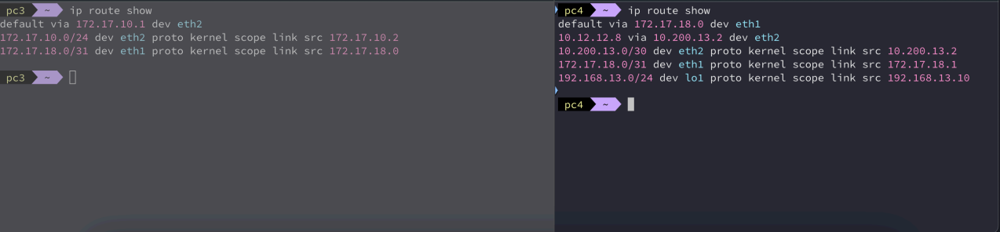 pc3 ~ ip route show
default via 172.17.10.1 dev eth2
172.17.10.0/24 dev eth2 proto kernel scope link src 172.17.10.2
172.17.18.0/31 dev eth1 proto kernel scope link src 172.17.18.0
pc3 ~
pc4 ~ ip route show
default via 172.17.18.0 dev eth1
10.12.12.8 via 10.200.13.2 dev eth2
10.200.13.0/30 dev eth2 proto kernel scope link src 10.200.13.2
172.17.18.0/31 dev eth1 proto kernel scope link src 172.17.18.1
192.168.13.0/24 dev lo1 proto kernel scope link src 192.168.13.10
pc4 ~